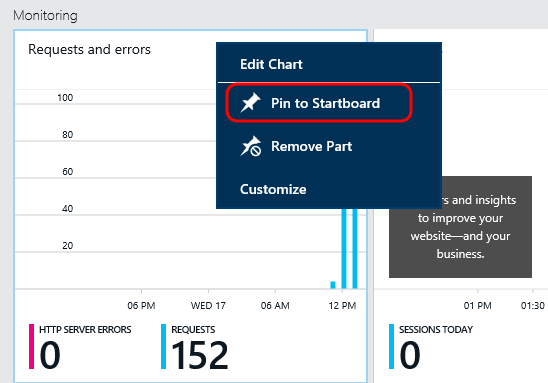 Monitoring
Requests and errors
Edit Chart
Pin to Startboard
Remove Part
Customize
100
80
60
40
20
06 PM
WED 17
06 AM
12 PM
HTTP SERVER ERRORS
0
REQUESTS
152
and insights
to improve your
website—and your
business.
01 PM
01:30
SESSIONS TODAY
0